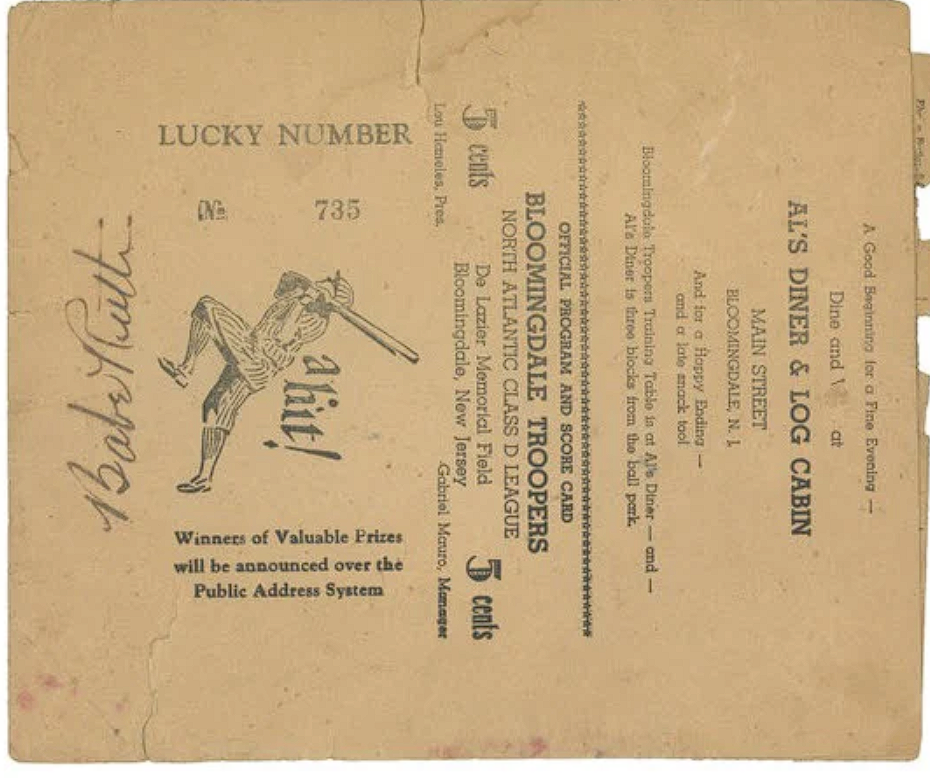 LUCKY NUMBER
No. 735
a hit!
Winners of Valuable Prizes
will be announced over the
Public Address System
Babe Ruth
A Good Beginning for a Fine Evening —
Dine and at
AL'S DINER & LOG CABIN
MAIN STREET
BLOOMINGDALE, N. J.
And for a Happy Ending —
and a late snack too!
Bloomingdale Troopers Training Table is at Al's Diner — and —
Al's Diner is three blocks from the ball park.
OFFICIAL PROGRAM AND SCORE CARD
BLOOMINGDALE TROOPERS
NORTH ATLANTIC CLASS D LEAGUE
5 cents De Lazier Memorial Field 5 cents
Bloomingdale, New Jersey
Lou Hameles, Pres. Gabriel Mauro, Manager